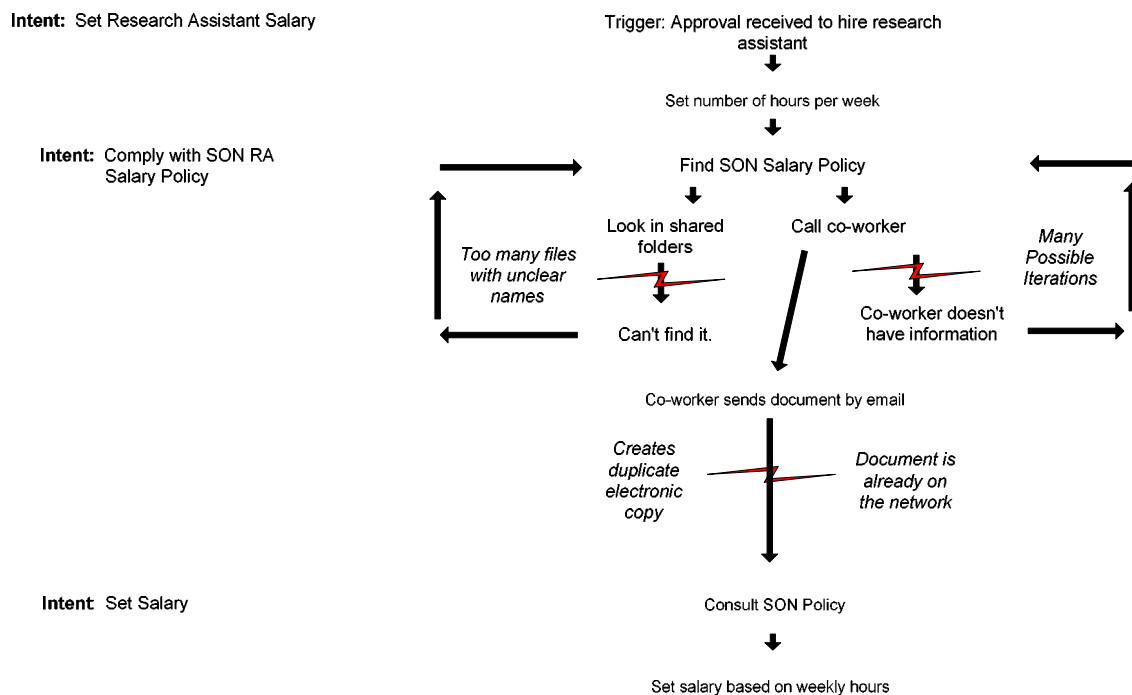 Intent: Set Research Assistant Salary
Trigger: Approval received to hire research
assistant
Set number of hours per week
Intent: Comply with SON RA
Salary Policy
Find SON Salary Policy
Look in shared
folders
Call co-worker
Too many files
with unclear
names
Many
Possible
Iterations
Can't find it.
Co-worker doesn't
have information
Co-worker sends document by email
Creates
duplicate
electronic
copy
Document is
already on
the network
Intent Set Salary
Consult SON Policy
Set salary based on weekly hours